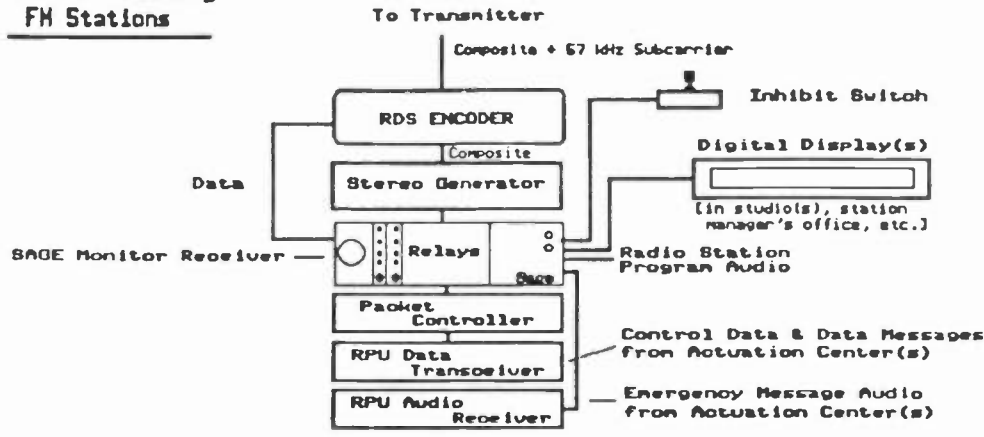 FM Stations
To Transmitter
Composite + 67 kHz Subcarrier
Inhibit Switch
RDS ENCODER
Digital Display(s)
Composite
Data
Stereo Generator
[in studio(s), station
manager's office, etc.]
SAGE Monitor Receiver
Relays
Sage
Radio Station
Program Audio
Packet
Controller
Control Data & Data Messages
from Actuation Center(s)
RPU Data
Transceiver
RPU Audio
Receiver
Emergency Message Audio
from Actuation Center(s)